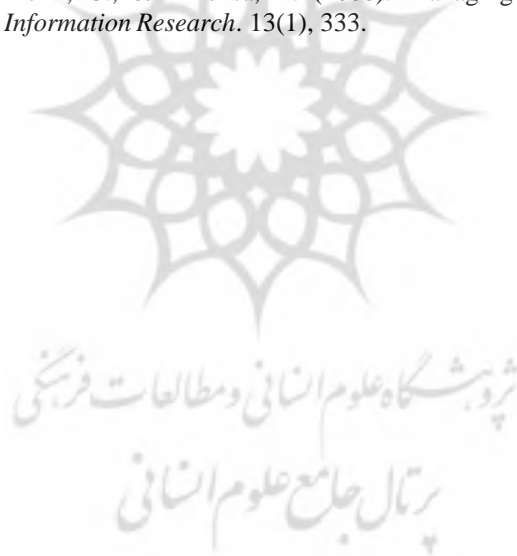 Information Research. 13(1), 333.
پژوهشگاه علوم انسانی و مطالعات فرهنگی
پرتال جامع علوم انسانی